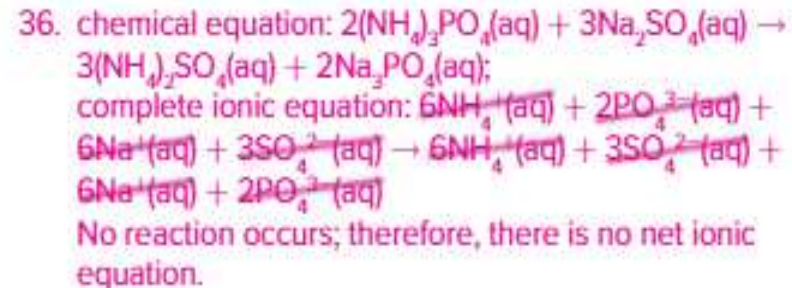 36. chemical equation: 2(NH₄)₃PO₄(aq) + 3Na₂SO₄(aq) →
3(NH₄)₂SO₄(aq) + 2Na₃PO₄(aq);
complete ionic equation: 6NH₄⁺(aq) + 2PO₄³⁻(aq) +
6Na⁺(aq) + 3SO₄²⁻(aq) → 6NH₄⁺(aq) + 3SO₄²⁻(aq) +
6Na⁺(aq) + 2PO₄³⁻(aq)
No reaction occurs; therefore, there is no net ionic
equation.